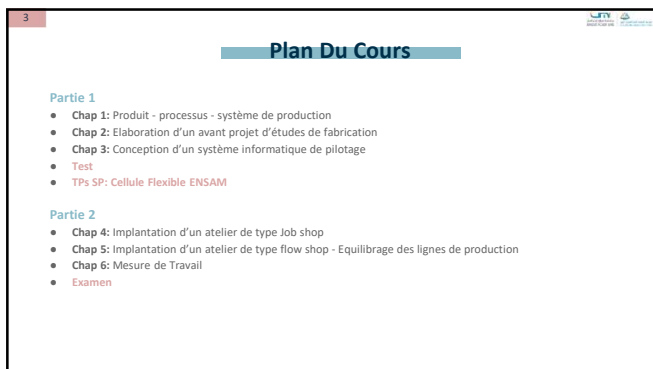 3
Plan Du Cours
Partie 1
● Chap 1: Produit - processus - système de production
● Chap 2: Elaboration d'un avant projet d'études de fabrication
● Chap 3: Conception d'un système informatique de pilotage
● Test
● TPs SP: Cellule Flexible ENSAM
Partie 2
● Chap 4: Implantation d'un atelier de type Job shop
● Chap 5: Implantation d'un atelier de type flow shop - Equilibrage des lignes de production
● Chap 6: Mesure de Travail
● Examen